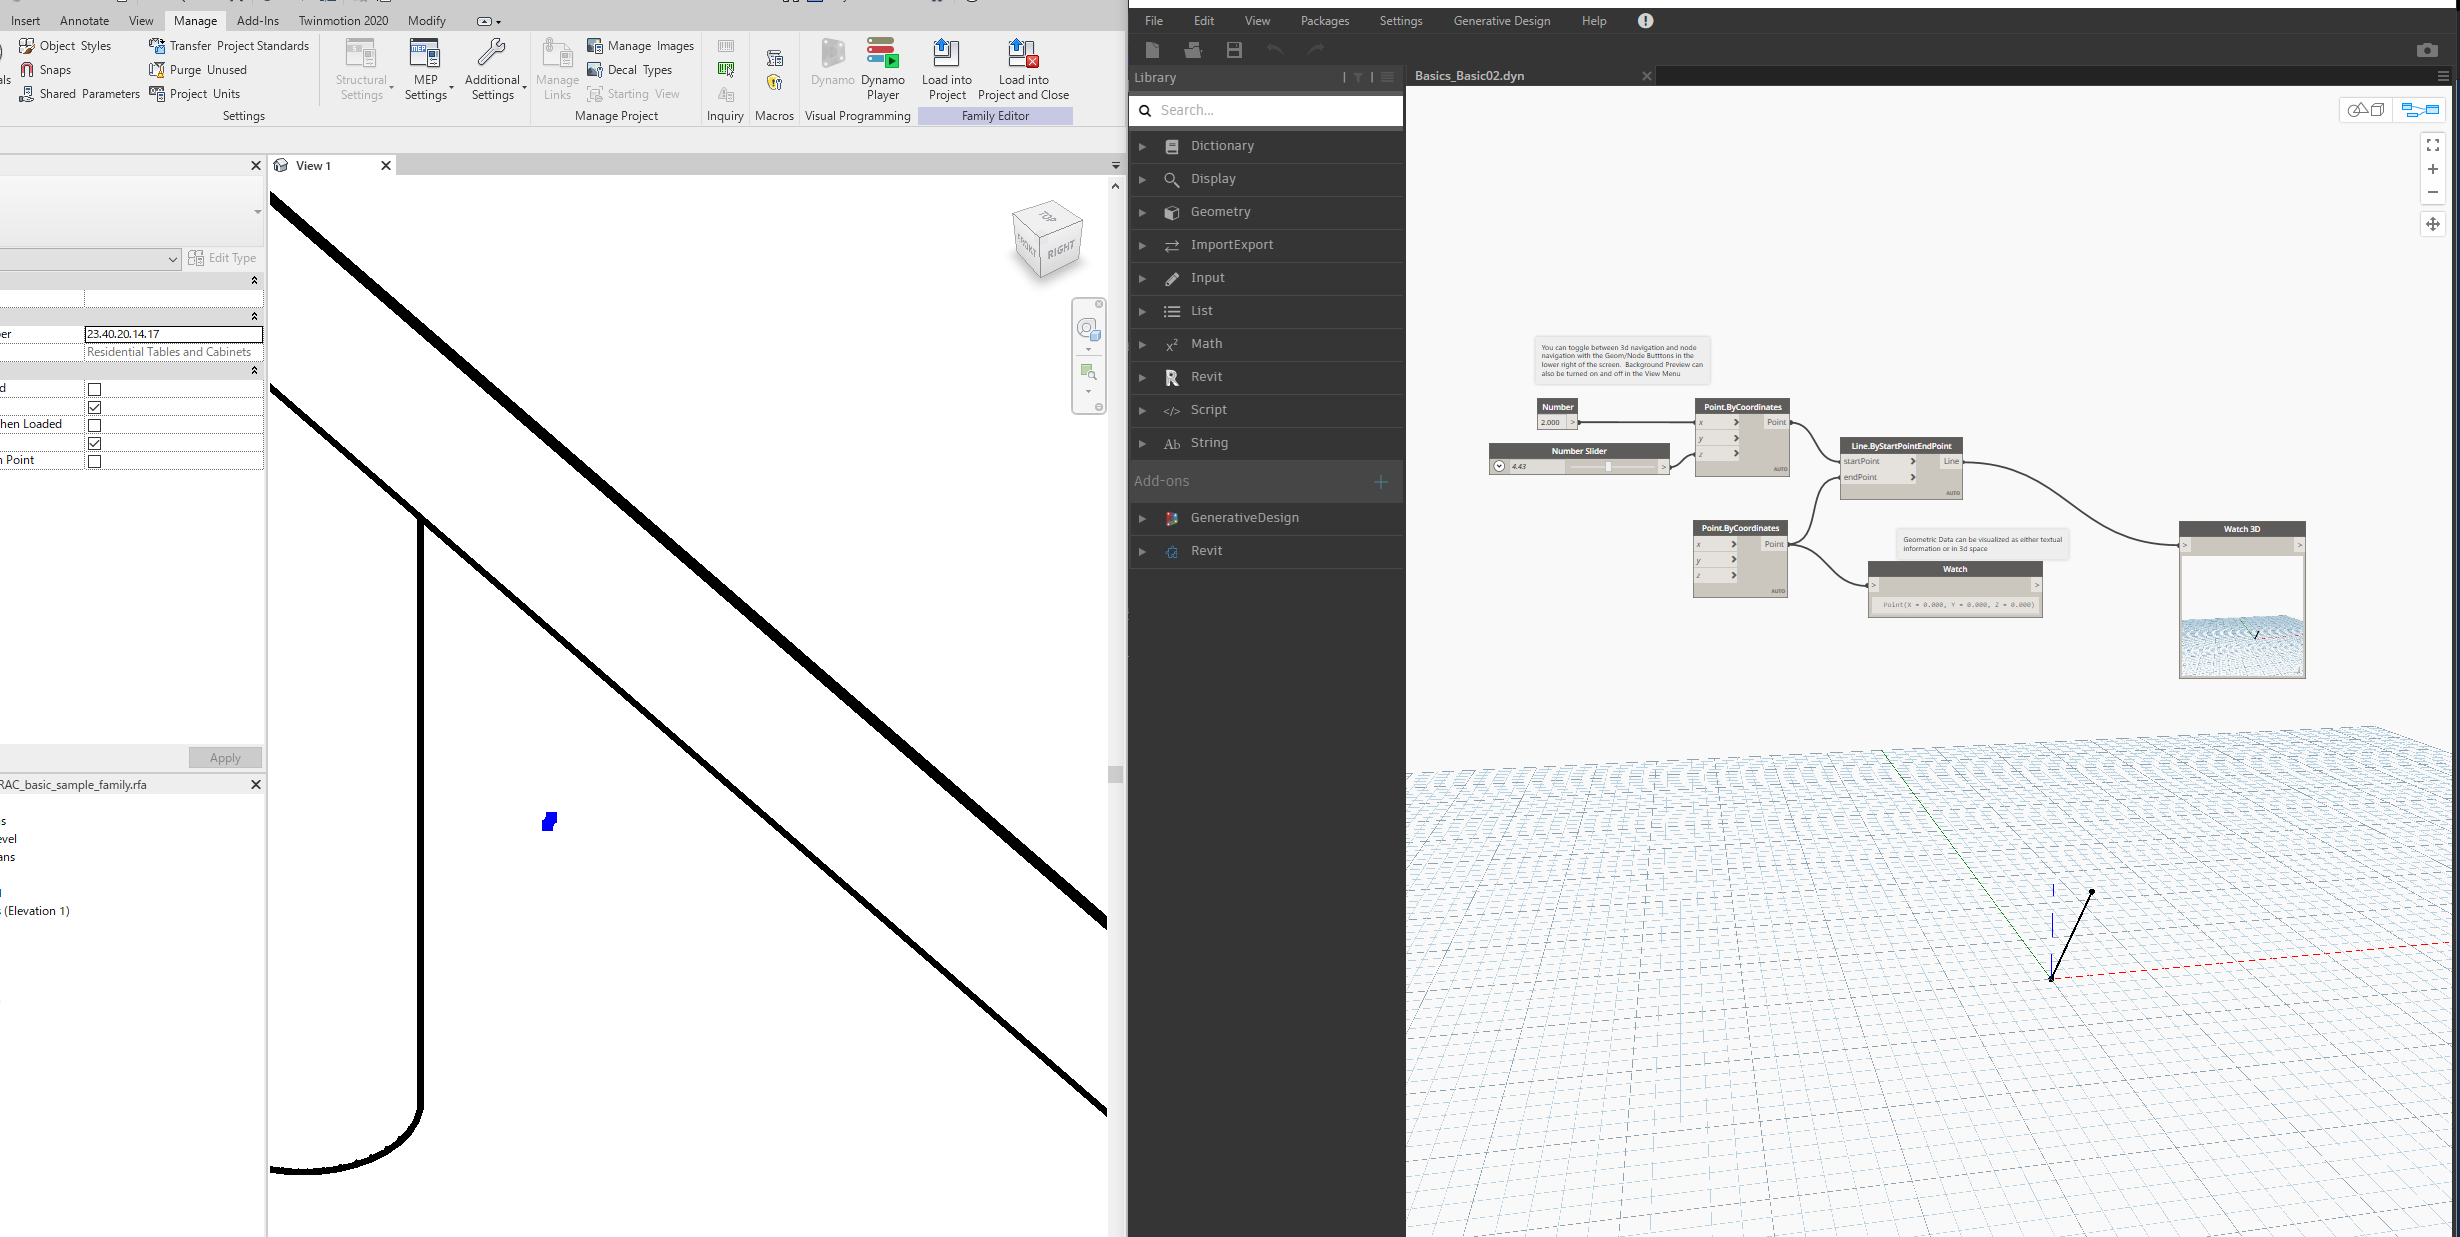 Insert Annotate View Manage Add-Ins Twinmotion 2020 Modify
Object Styles
Snaps
Shared Parameters
Transfer Project Standards
Purge Unused
Project Units
Structural
Settings
MEP
Settings
Additional
Settings
Settings
Manage
Links
Manage Images
Decal Types
Starting View
Manage Project
Inquiry
Macros
Dynamo
Dynamo
Player
Visual Programming
Load into
Project
Load into
Project and Close
Family Editor
View 1
Edit Type
er 23.40.20.14.17
Residential Tables and Cabinets
d
hen Loaded
n Point
Apply
RAC_basic_sample_family.rfa
s
evel
ans
(Elevation 1)
TOP
FRONT
RIGHT
File Edit View Packages Settings Generative Design Help
Library
Search...
Dictionary
Display
Geometry
ImportExport
Input
List
Math
Revit
Script
String
Add-ons
GenerativeDesign
Revit
Basics_Basic02.dyn
You can toggle between 3d navigation and node
navigation with the Geom/Node Butttons in the
lower right of the screen. Background Preview can
also be turned on and off in the View Menu
Number
2.000 >
Number Slider
4.43 >
Point.ByCoordinates
x > Point
y >
z >
AUTO
Line.ByStartPointEndPoint
startPoint > Line
endPoint >
AUTO
Point.ByCoordinates
x > Point
y >
z >
AUTO
Geometric Data can be visualized as either textual
information or in 3d space
Watch
> >
Point(X = 0.000, Y = 0.000, Z = 0.000)
Watch 3D
> >